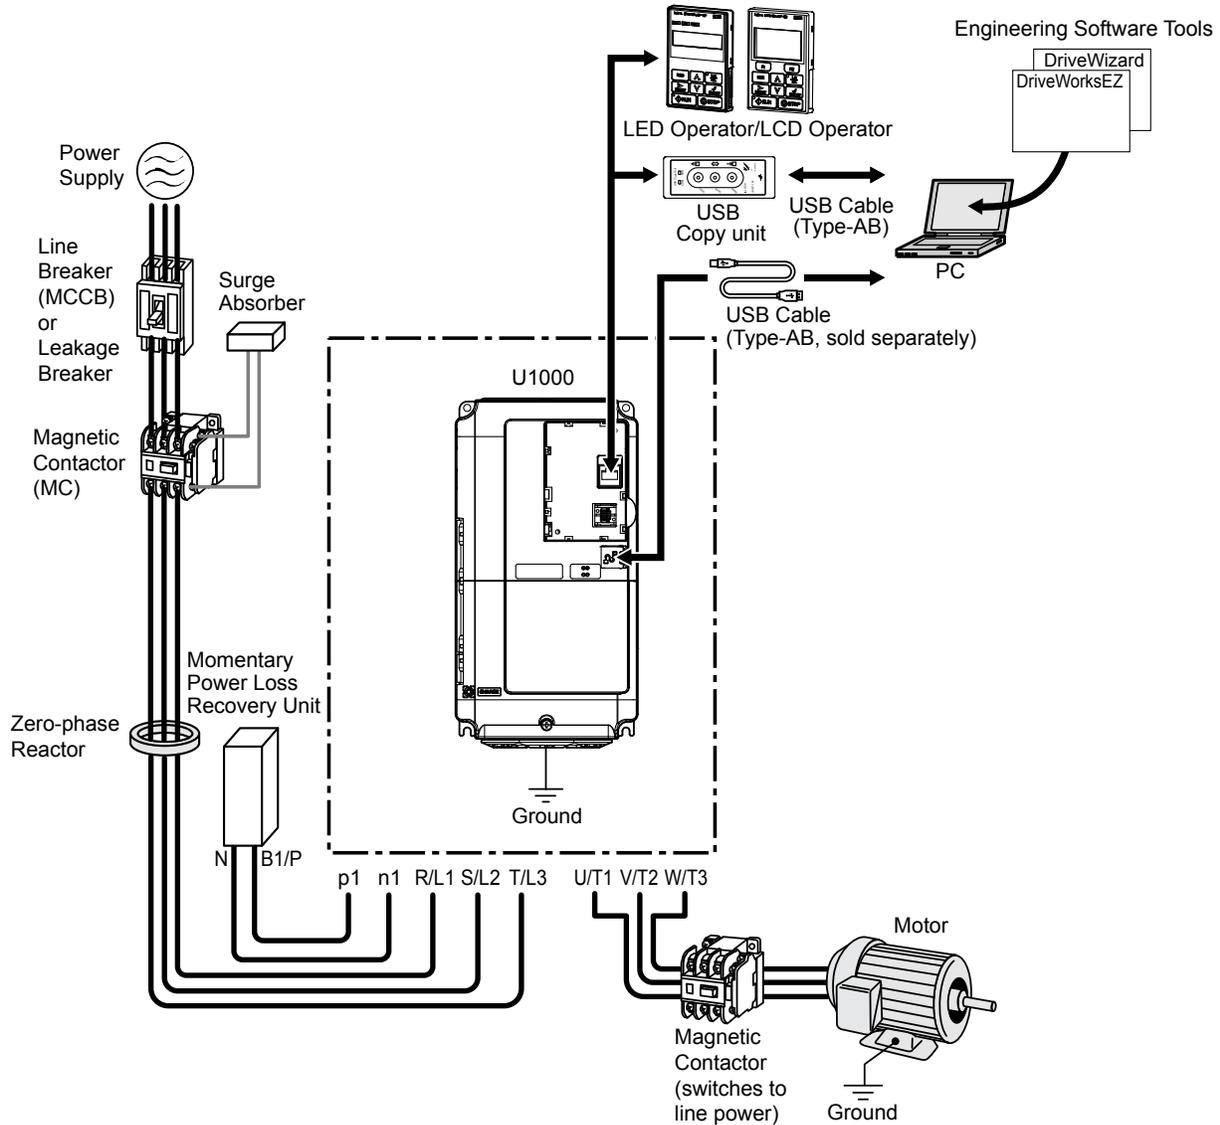 Engineering Software Tools
DriveWizard
DriveWorksEZ
LED Operator/LCD Operator
Power
Supply
USB
Copy unit
USB Cable
(Type-AB)
PC
Line
Breaker
(MCCB)
or
Leakage
Breaker
Surge
Absorber
USB Cable
(Type-AB, sold separately)
U1000
Magnetic
Contactor
(MC)
Momentary
Power Loss
Recovery Unit
Zero-phase
Reactor
Ground
N B1/P
p1 n1 R/L1 S/L2 T/L3 U/T1 V/T2 W/T3
Motor
Magnetic
Contactor
(switches to
line power)
Ground